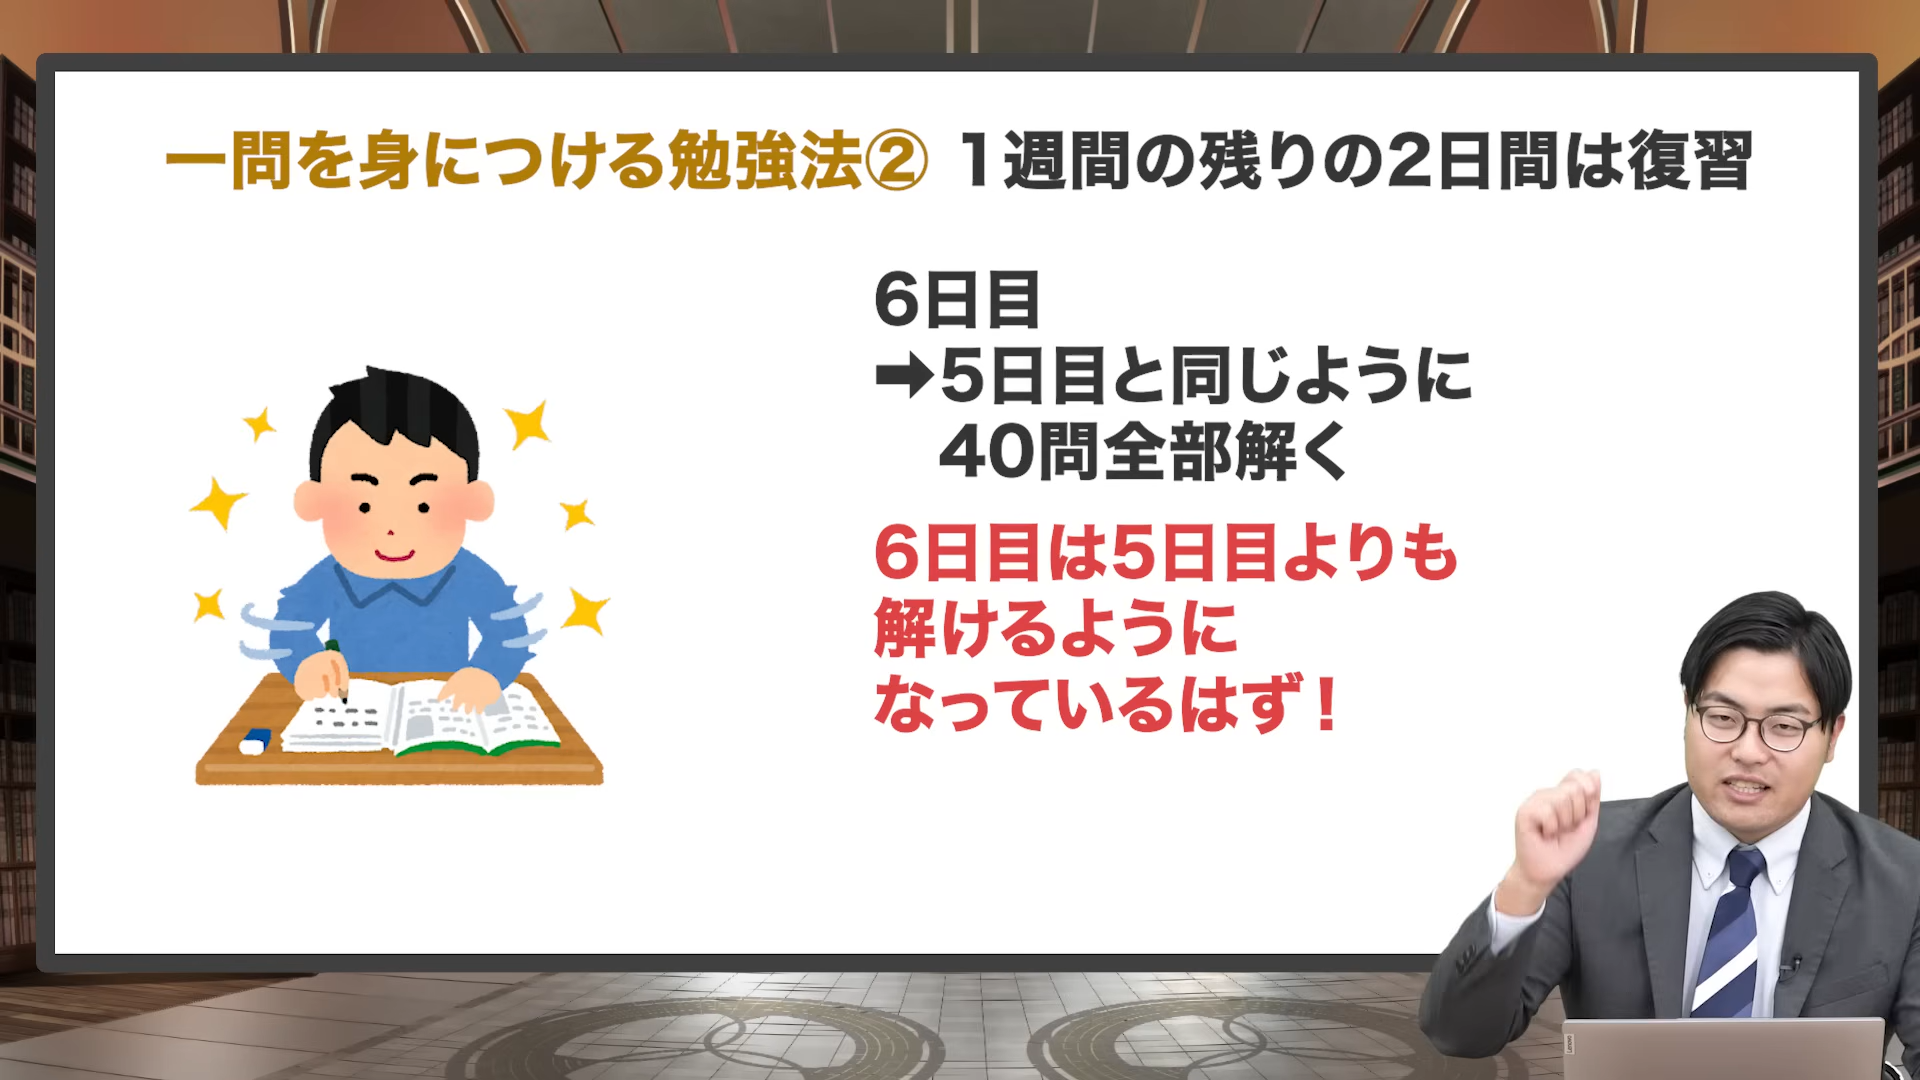 一問を身につける勉強法② 1週間の残りの2日間は復習
6日目
➡5日目と同じように
40問全部解く
6日目は5日目よりも
解けるように
なっているはず！
Lenovo